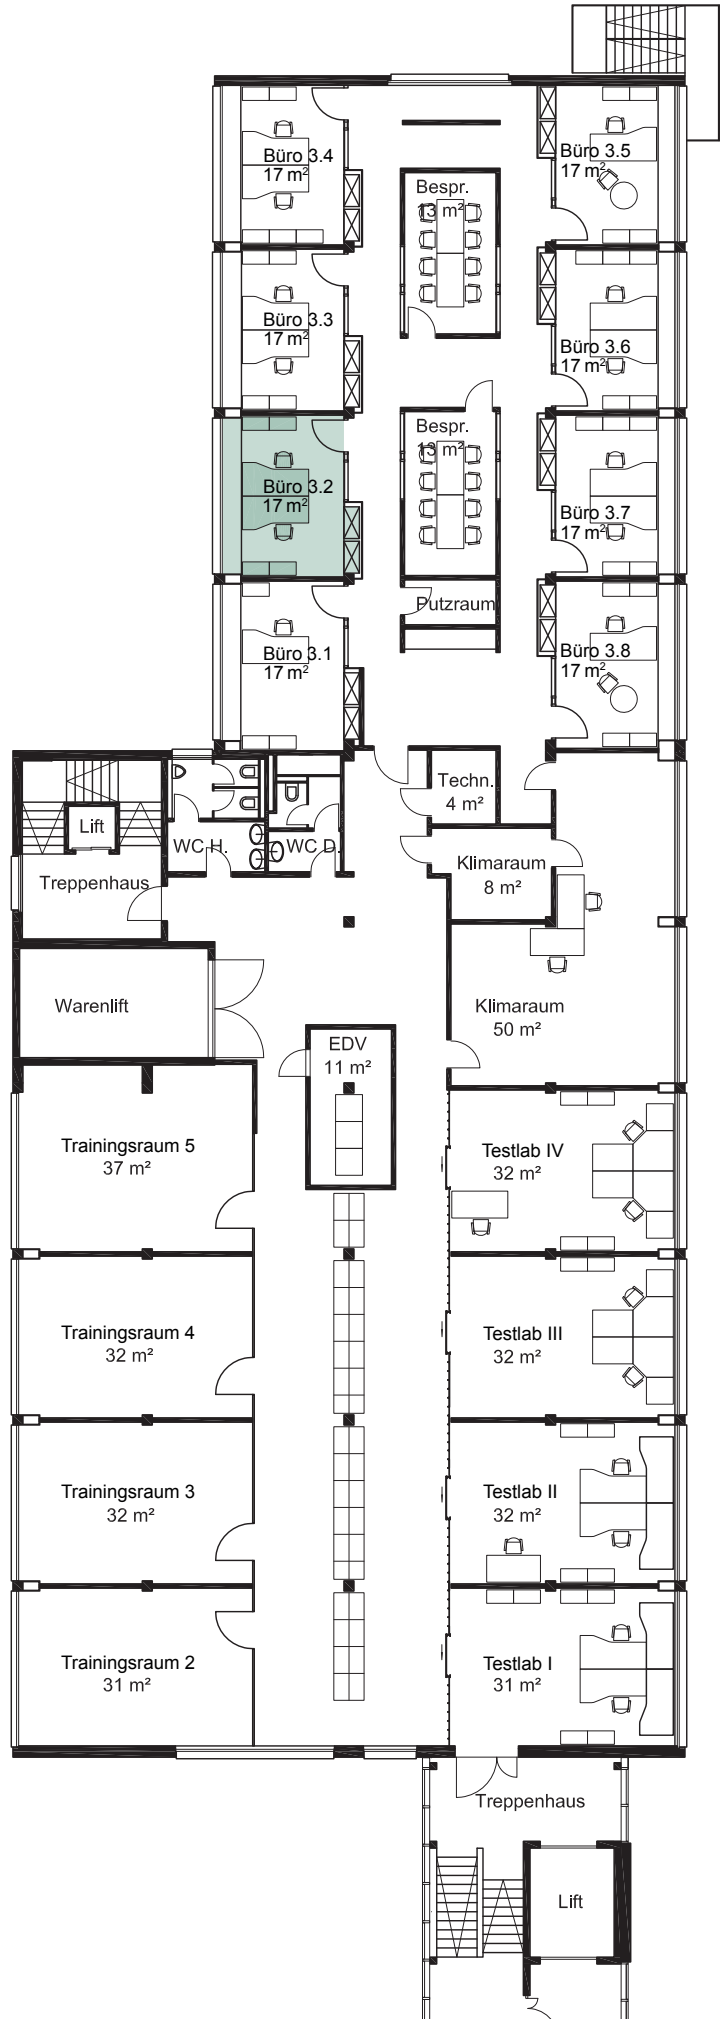 Büro 3.4
17 m²
Bespr.
13 m²
Büro 3.5
17 m²
Büro 3.3
17 m²
Büro 3.6
17 m²
Büro 3.2
17 m²
Bespr.
13 m²
Büro 3.7
17 m²
Putzraum
Büro 3.1
17 m²
Büro 3.8
17 m²
Techn.
4 m²
Lift
WC H.
WC D.
Treppenhaus
Klimaraum
8 m²
Warenlift
Klimaraum
50 m²
EDV
11 m²
Trainingsraum 5
37 m²
Testlab IV
32 m²
Trainingsraum 4
32 m²
Testlab III
32 m²
Trainingsraum 3
32 m²
Testlab II
32 m²
Trainingsraum 2
31 m²
Testlab I
31 m²
Treppenhaus
Lift